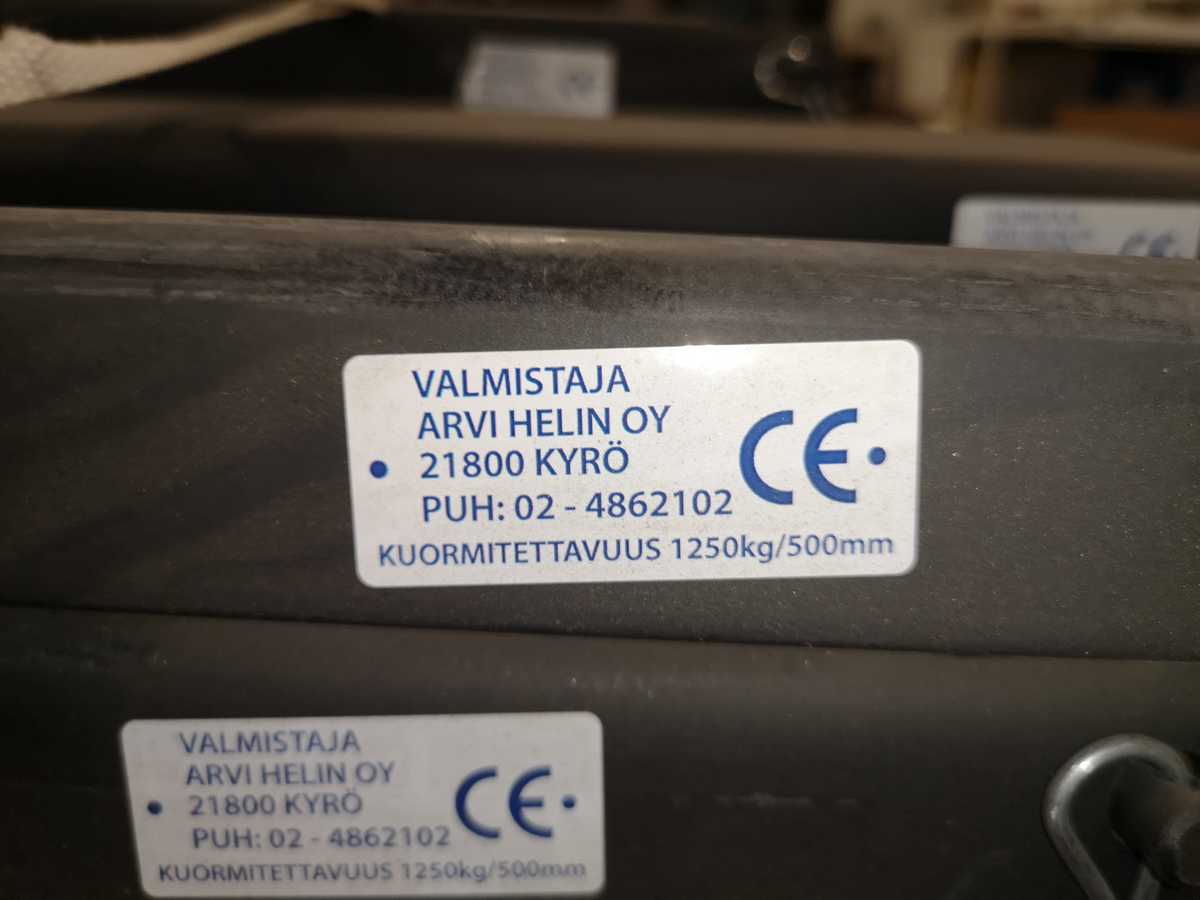 VALMISTAJA
ARVI HELIN OY
21800 KYRÖ
PUH: 02 - 4862102
KUORMITETTAVUUS 1250kg/500mm
CE
VALMISTAJA
ARVI HELIN OY
21800 KYRÖ
PUH: 02 - 4862102
KUORMITETTAVUUS 1250kg/500mm
CE
CE